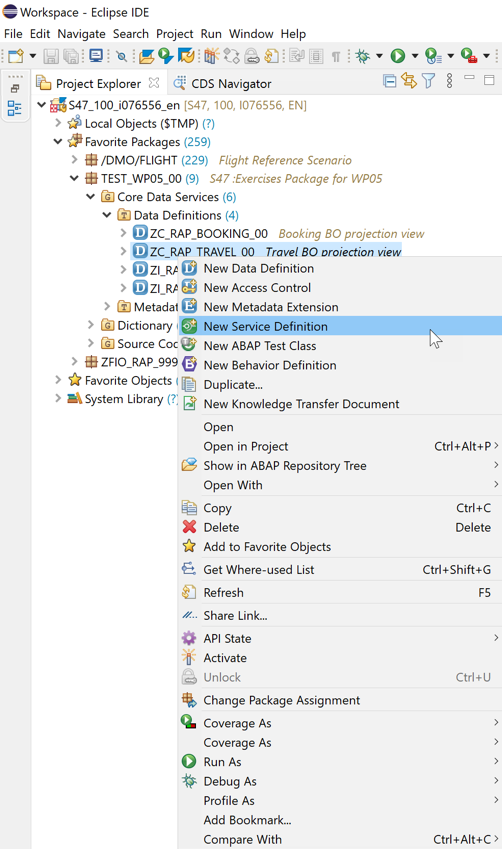 Workspace - Eclipse IDE
File Edit Navigate Search Project Run Window Help
Project Explorer CDS Navigator
S47_100_i076556_en [S47, 100, I076556, EN]
Local Objects ($TMP) (?)
Favorite Packages (259)
/DMO/FLIGHT (229) Flight Reference Scenario
TEST_WP05_00 (9) S47 :Exercises Package for WP05
Core Data Services (6)
Data Definitions (4)
ZC_RAP_BOOKING_00 Booking BO projection view
ZC_RAP_TRAVEL_00 Travel BO projection view
ZI_RA
ZI_RA
Metadat
Dictionary (
Source Coc
ZFIO_RAP_999
Favorite Objects (
System Library (?)
New Data Definition
New Access Control
New Metadata Extension
New Service Definition
New ABAP Test Class
New Behavior Definition
Duplicate...
New Knowledge Transfer Document
Open
Open in Project Ctrl+Alt+P
Show in ABAP Repository Tree
Open With
Copy Ctrl+C
Delete Delete
Add to Favorite Objects
Get Where-used List Ctrl+Shift+G
Refresh F5
Share Link...
API State
Activate
Unlock Ctrl+U
Change Package Assignment
Coverage As
Coverage As
Run As
Debug As
Profile As
Add Bookmark...
Compare With Ctrl+Alt+C